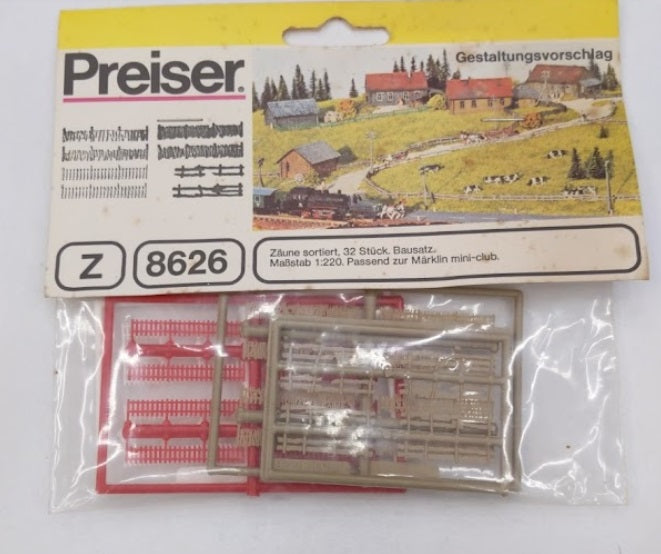 Gestaltungsvorschlag
Preiser
Z
8626
Zäune sortiert, 32 Stück. Bausatz.
Maßstab 1:220. Passend zur Märklin mini-club.